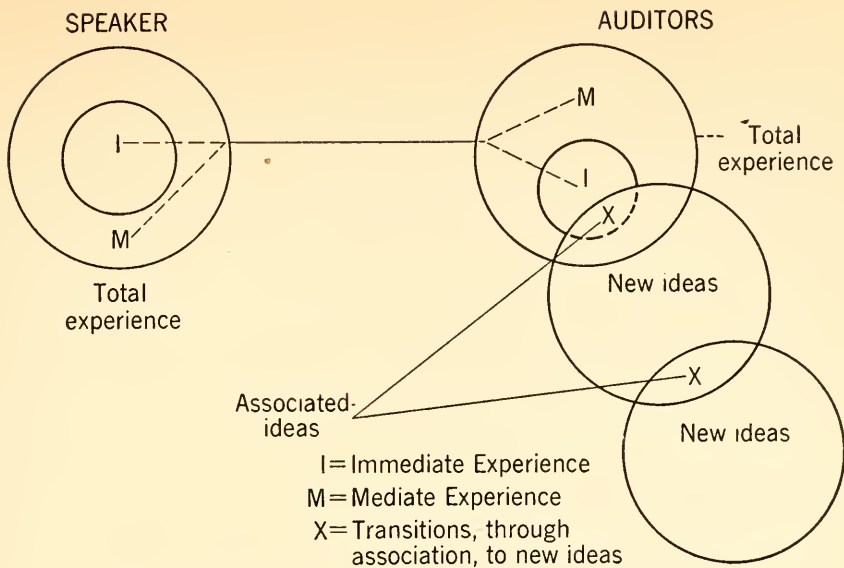 SPEAKER
AUDITORS
I
M
Total
experience
M
I
X
Total
experience
New ideas
X
New ideas
Associated-
ideas
I=Immediate Experience
M=Mediate Experience
X=Transitions, through
association, to new ideas